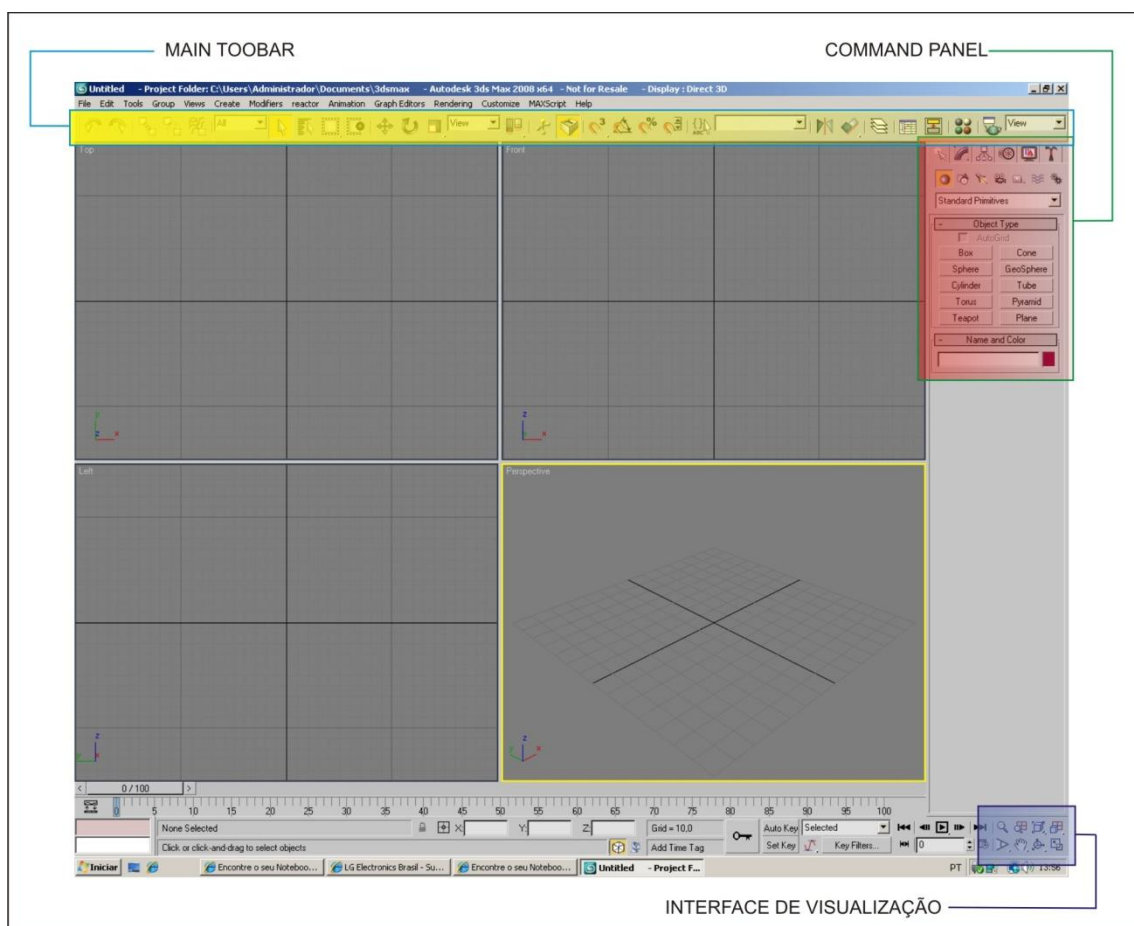 MAIN TOOBAR
COMMAND PANEL
Untitled - Project Folder: C:\Users\Administrador\Documents\3dsmax - Autodesk 3ds Max 2008 x64 - Not for Resale - Display : Direct 3D
File Edit Tools Group Views Create Modifiers reactor Animation Graph Editors Rendering Customize MAXScript Help
All View ABC View
Top Front
Standard Primitives
- Object Type
AutoGrid
Box Cone
Sphere GeoSphere
Cylinder Tube
Torus Pyramid
Teapot Plane
- Name and Color
y
z x
z
x
Left Perspective
z
y
z
y x
< 0 / 100 >
0 5 10 15 20 25 30 35 40 45 50 55 60 65 70 75 80 85 90 95 100
None Selected X: Y: Z: Grid = 10,0 Auto Key Selected
Click or click-and-drag to select objects Add Time Tag Set Key Key Filters... 0
Iniciar Encontre o seu Noteboo... LG Electronics Brasil - Su... Encontre o seu Noteboo... Untitled - Project F... PT 13:56
INTERFACE DE VISUALIZAÇÃO